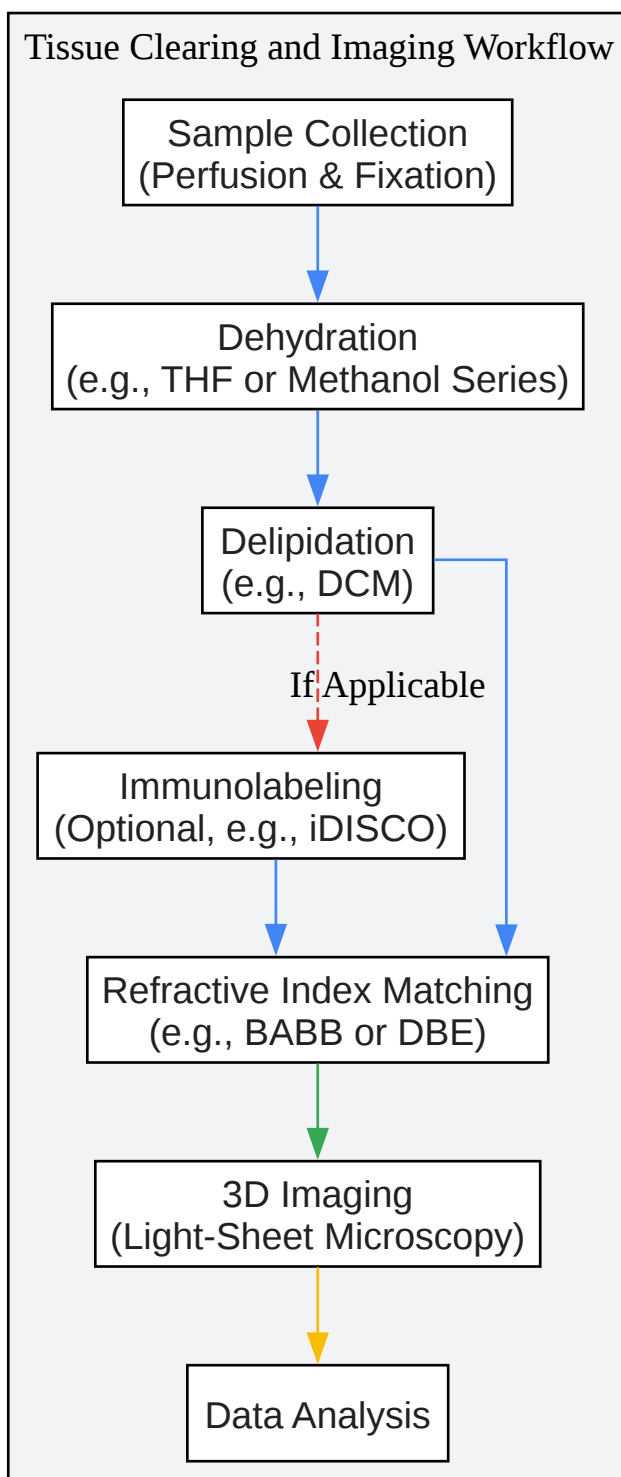 Tissue Clearing and Imaging Workflow
Sample Collection
(Perfusion & Fixation)
Dehydration
(e.g., THF or Methanol Series)
Delipidation
(e.g., DCM)
If Applicable
Immunolabeling
(Optional, e.g., iDISCO)
Refractive Index Matching
(e.g., BABB or DBE)
3D Imaging
(Light-Sheet Microscopy)
Data Analysis